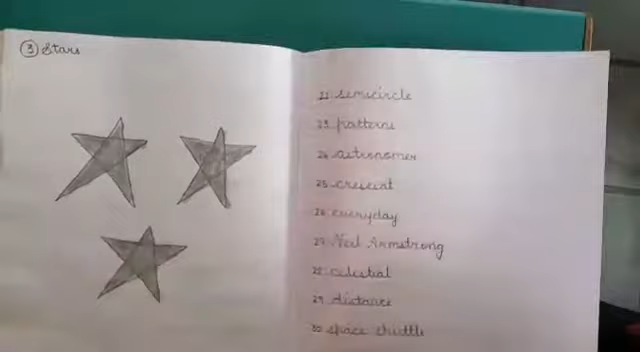 ③ Stars
22. semicircle
23. patterns
24. astronomer
25. crescent
26. everyday
27. Neil Armstrong
28. celestial
29. distance
30. space shuttle